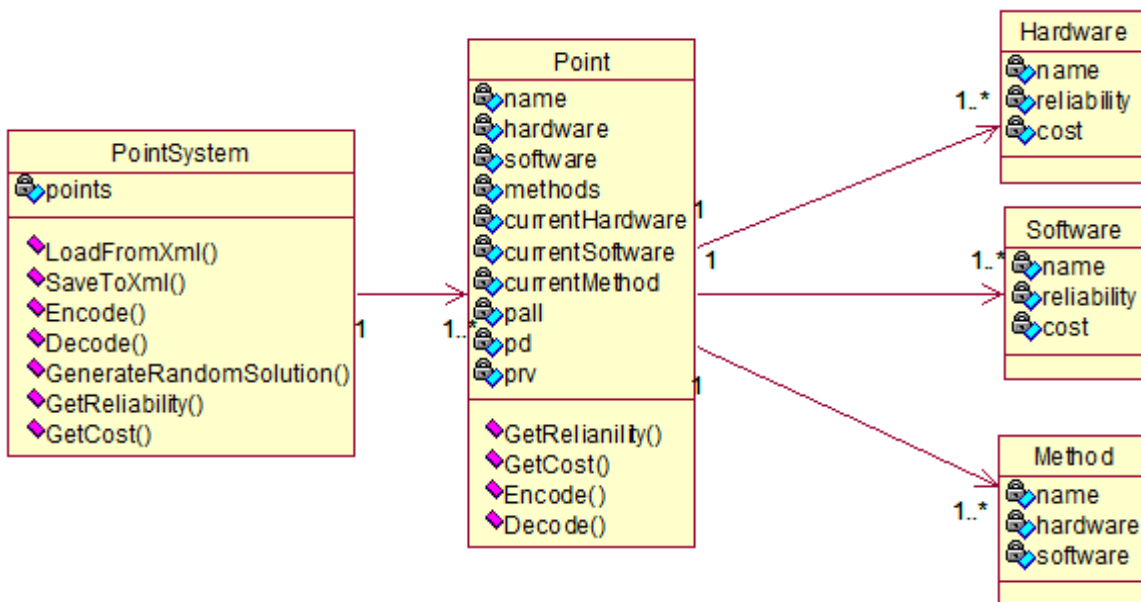 PointSystem
points
LoadFromXml()
SaveToXml()
Encode()
Decode()
GenerateRandomSolution()
GetReliability()
GetCost()
1
1..*
Point
name
hardware
software
methods
currentHardware
currentSoftware
currentMethod
pall
pd
prv
GetRelianility()
GetCost()
Encode()
Decode()
1
1
1
1..*
Hardware
name
reliability
cost
1..*
Software
name
reliability
cost
1..*
Method
name
hardware
software